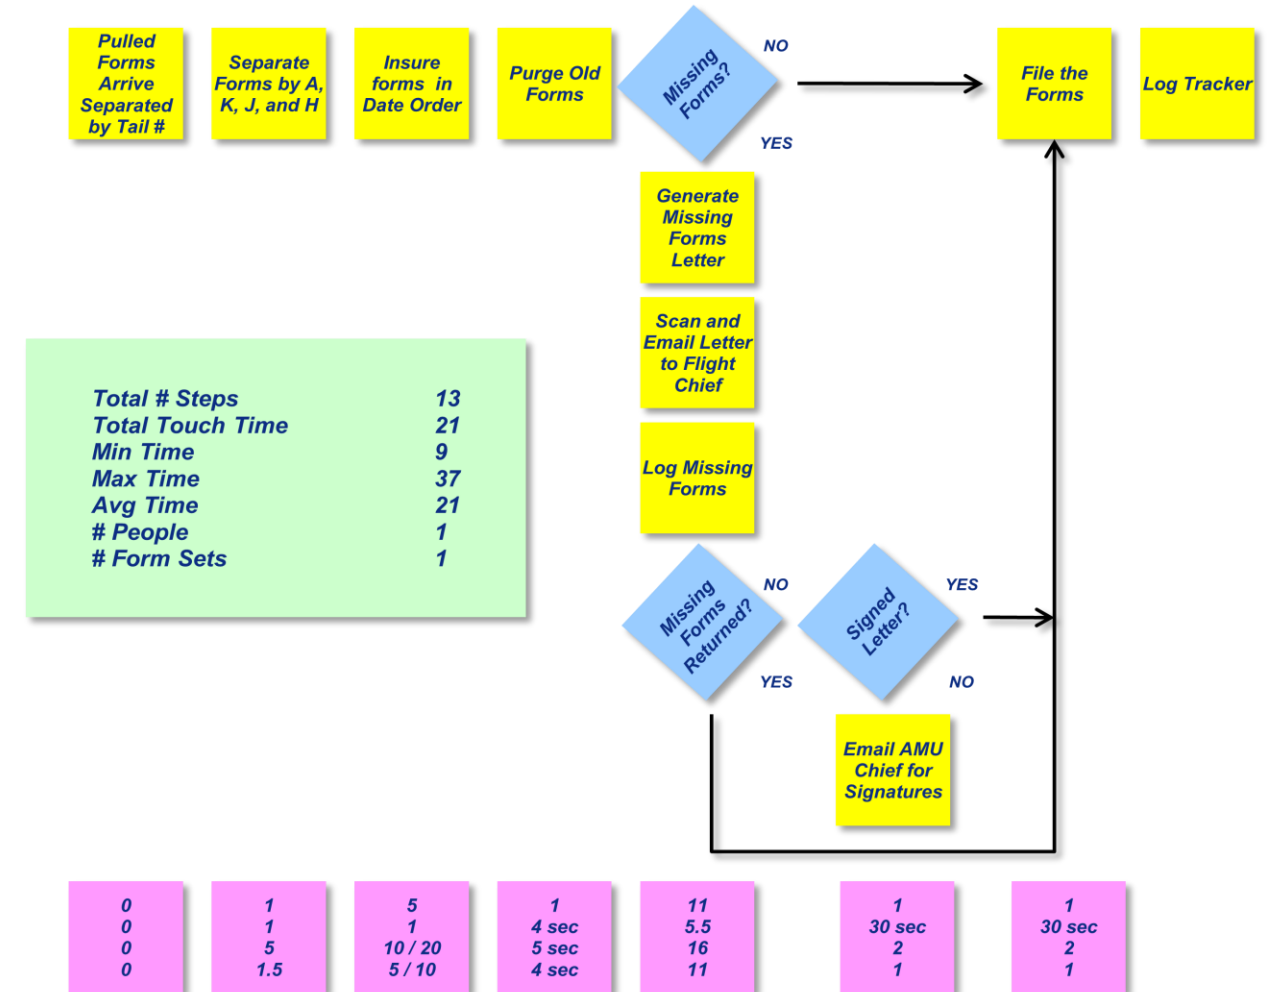 Pulled
Forms
Arrive
Separated
by Tail #
Separate
Forms by A,
K, J, and H
Insure
forms in
Date Order
Purge Old
Forms
Missing
Forms?
NO
YES
File the
Forms
Log Tracker
Generate
Missing
Forms
Letter
Scan and
Email Letter
to Flight
Chief
Log Missing
Forms
Total # Steps 13
Total Touch Time 21
Min Time 9
Max Time 37
Avg Time 21
# People 1
# Form Sets 1
Missing
Forms
Returned?
NO
YES
Signed
Letter?
YES
NO
Email AMU
Chief for
Signatures
0
0
0
0
1
1
5
1.5
5
1
10 / 20
5 / 10
1
4 sec
5 sec
4 sec
11
5.5
16
11
1
30 sec
2
1
1
30 sec
2
1